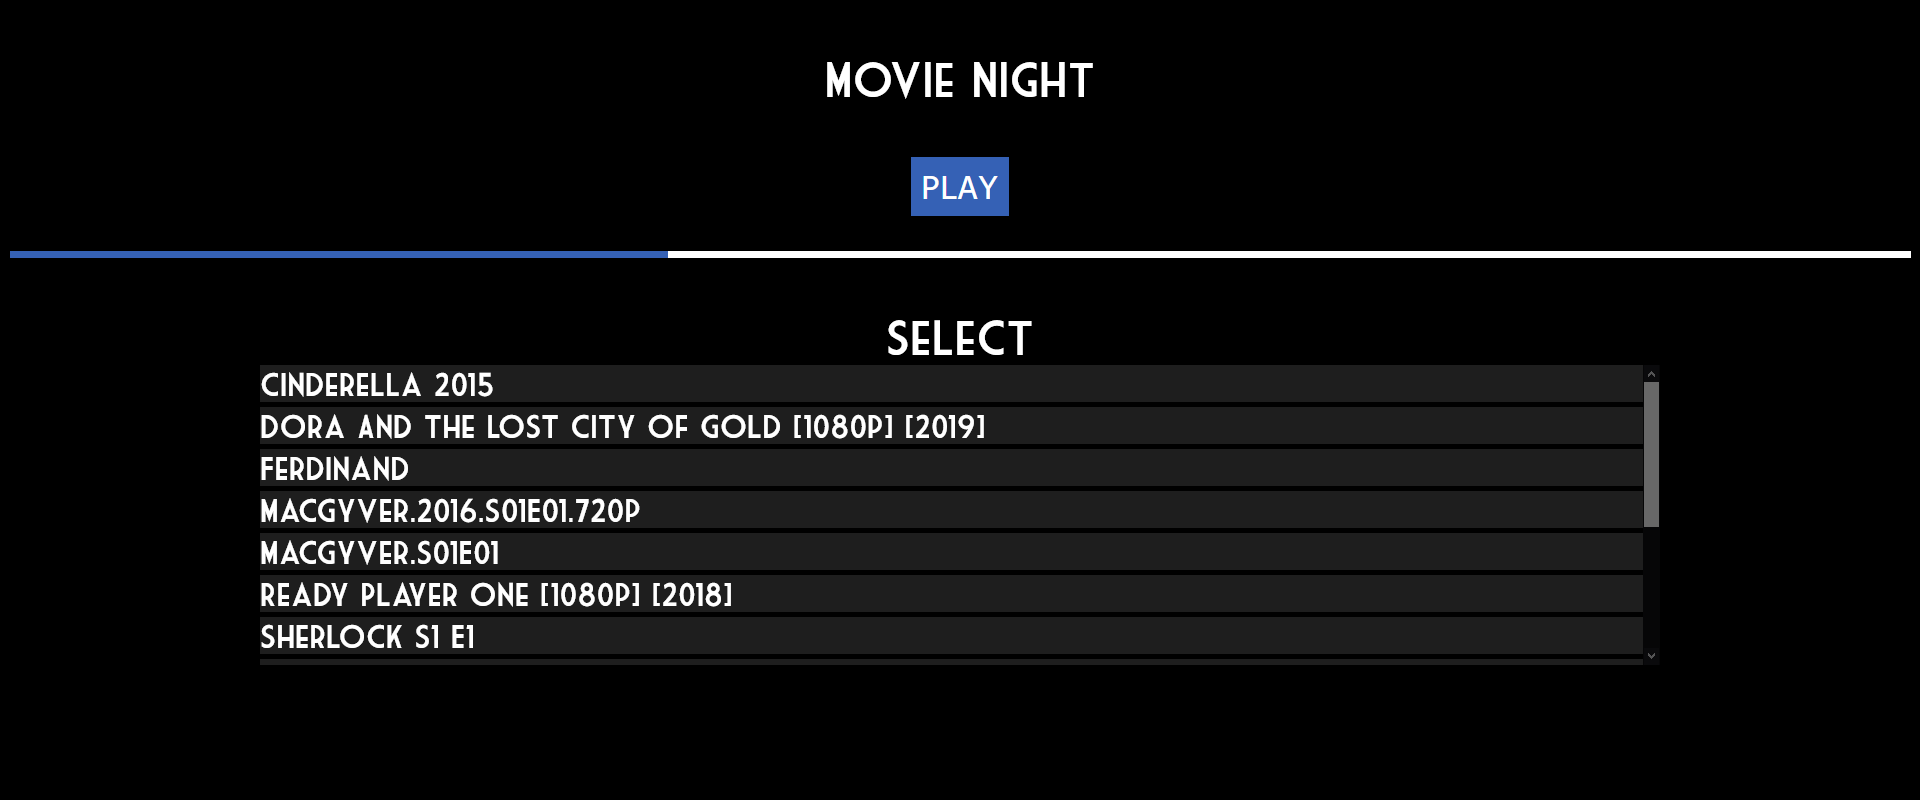 MOVIE NIGHT
PLAY
SELECT
CINDERELLA 2015
DORA AND THE LOST CITY OF GOLD [1080P] [2019]
FERDINAND
MACGYVER.2016.S01E01.720P
MACGYVER.S01E01
READY PLAYER ONE [1080P] [2018]
SHERLOCK S1 E1